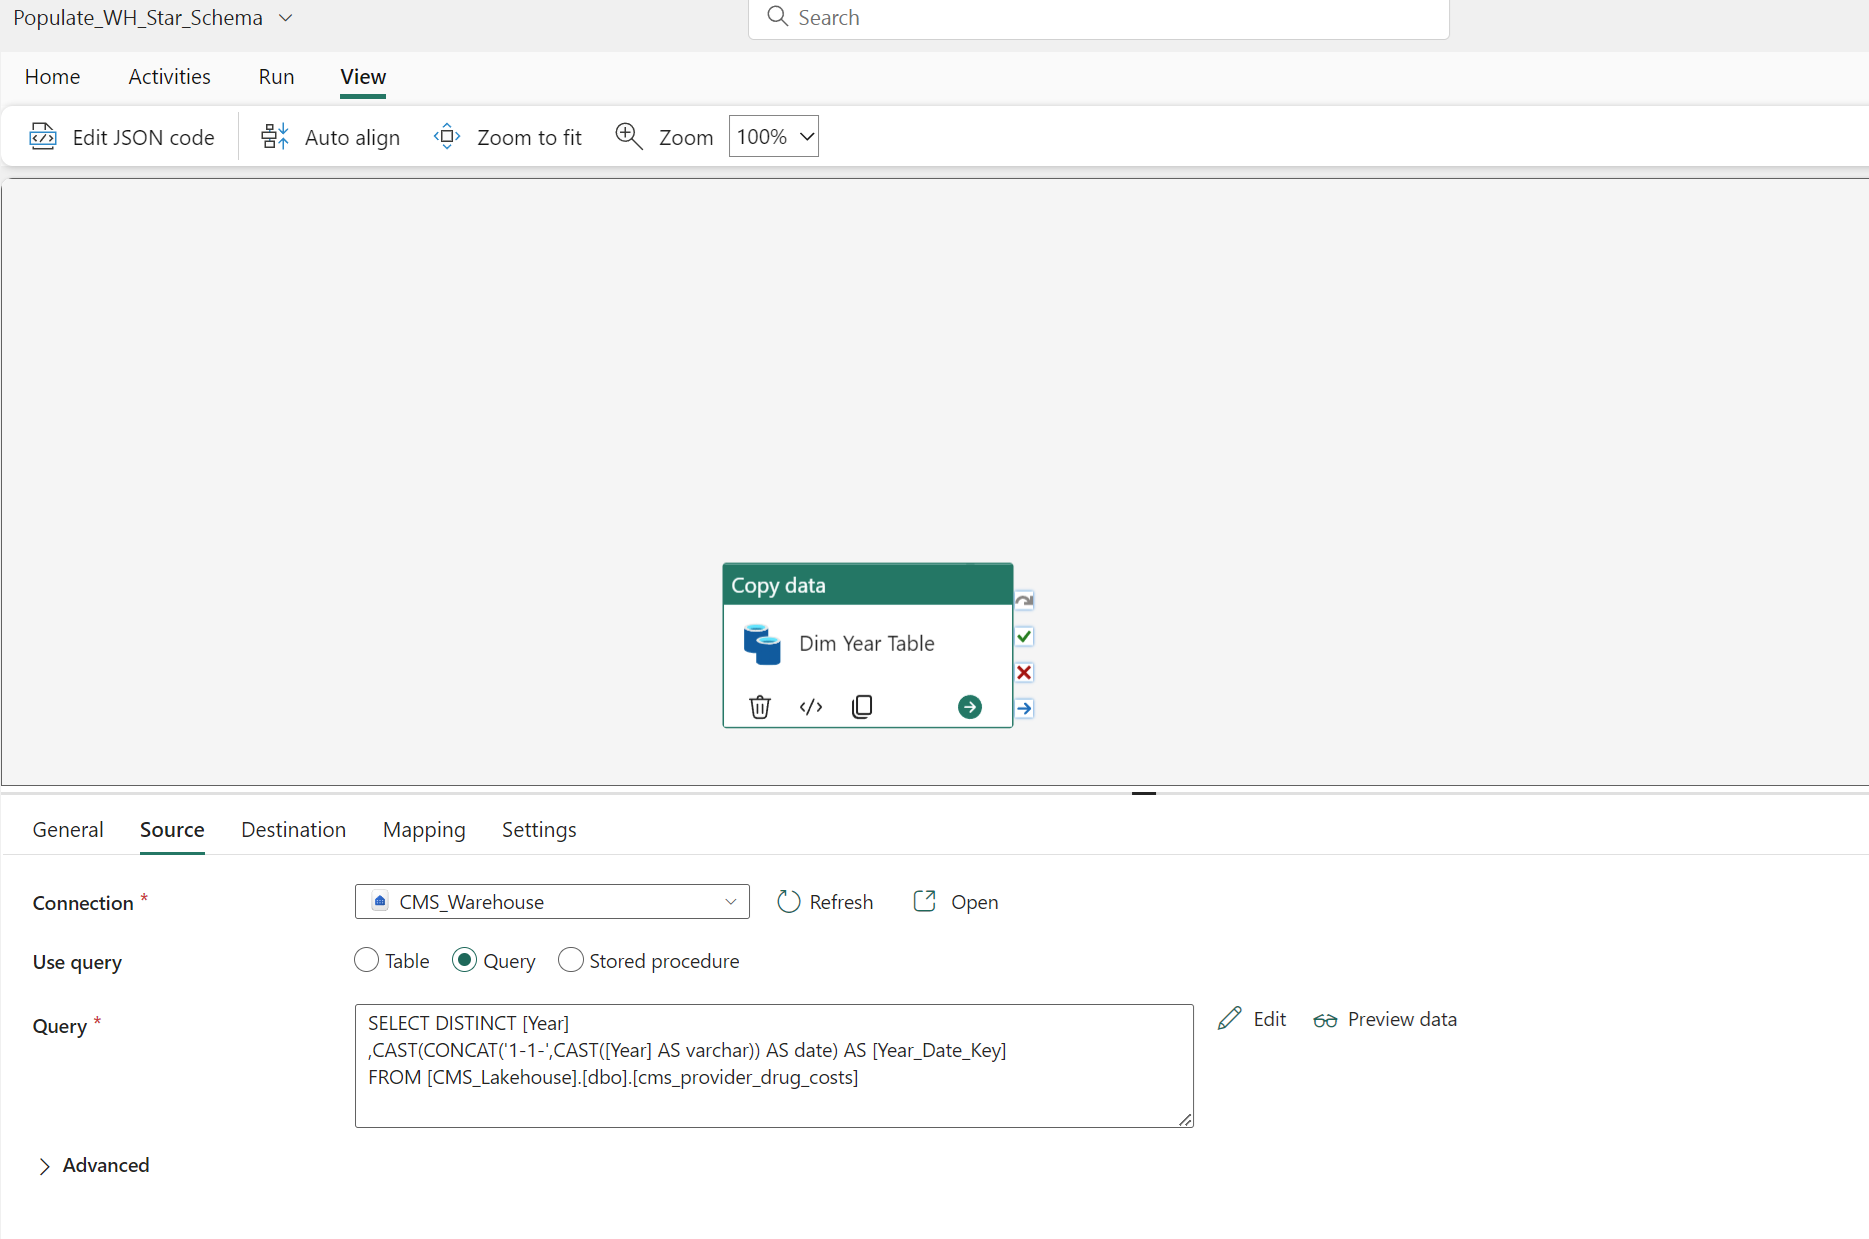 Populate_WH_Star_Schema
Search
Home Activities Run View
Edit JSON code Auto align Zoom to fit Zoom 100%
Copy data
Dim Year Table
General Source Destination Mapping Settings
Connection * CMS_Warehouse Refresh Open
Use query Table Query Stored procedure
Query * SELECT DISTINCT [Year] Edit Preview data
,CAST(CONCAT('1-1-',CAST([Year] AS varchar)) AS date) AS [Year_Date_Key]
FROM [CMS_Lakehouse].[dbo].[cms_provider_drug_costs]
Advanced